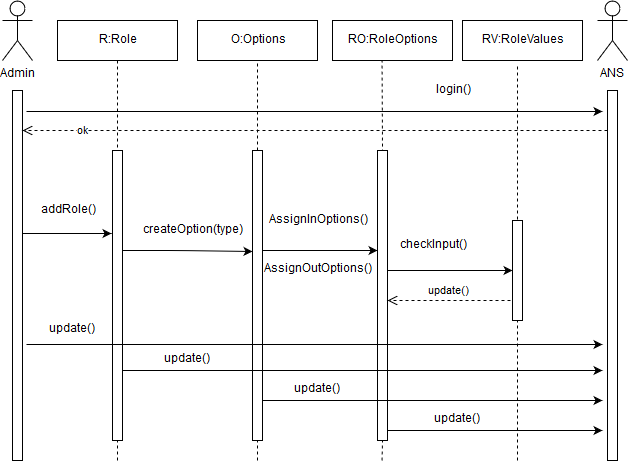 R:Role
O:Options
RO:RoleOptions
RV:RoleValues
Admin
ANS
login()
ok
addRole()
createOption(type)
AssignInOptions()
AssignOutOptions()
checkInput()
update()
update()
update()
update()
update()